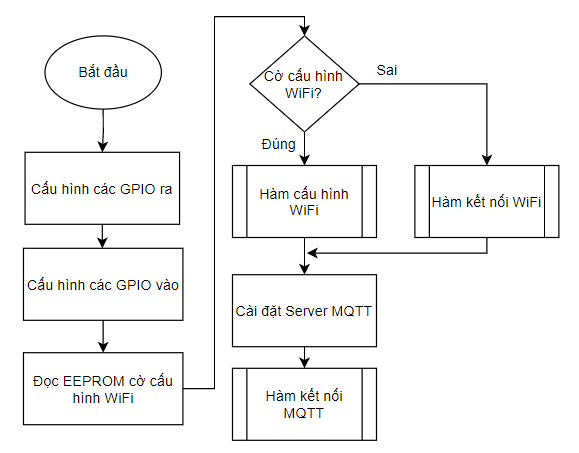 Bắt đầu
Cấu hình các GPIO ra
Cấu hình các GPIO vào
Đọc EEPROM cờ cấu
hình WiFi
Cờ cấu hình
WiFi?
Sai
Đúng
Hàm cấu hình
WiFi
Hàm kết nối WiFi
Cài đặt Server MQTT
Hàm kết nối
MQTT